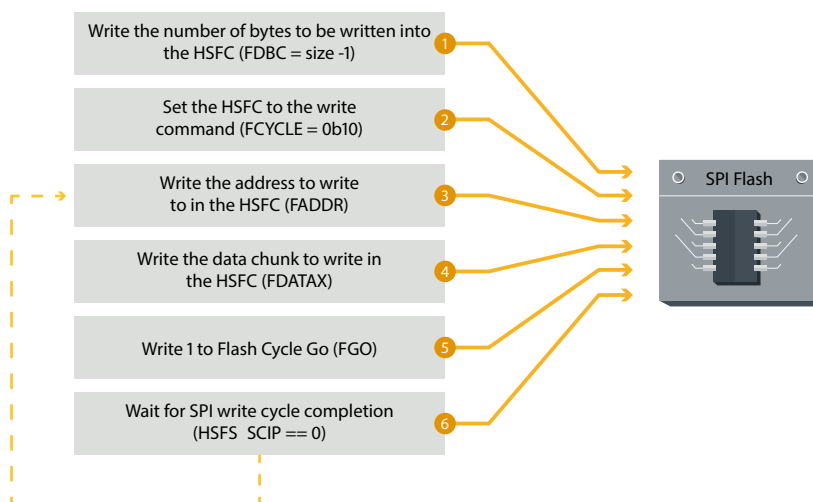 Write the number of bytes to be written into
the HSFC (FDBC = size -1)
1
Set the HSFC to the write
command (FCYCLE = 0b10)
2
Write the address to write
to in the HSFC (FADDR)
3
Write the data chunk to write in
the HSFC (FDATAX)
4
Write 1 to Flash Cycle Go (FGO)
5
Wait for SPI write cycle completion
(HSFS SCIP == 0)
6
SPI Flash